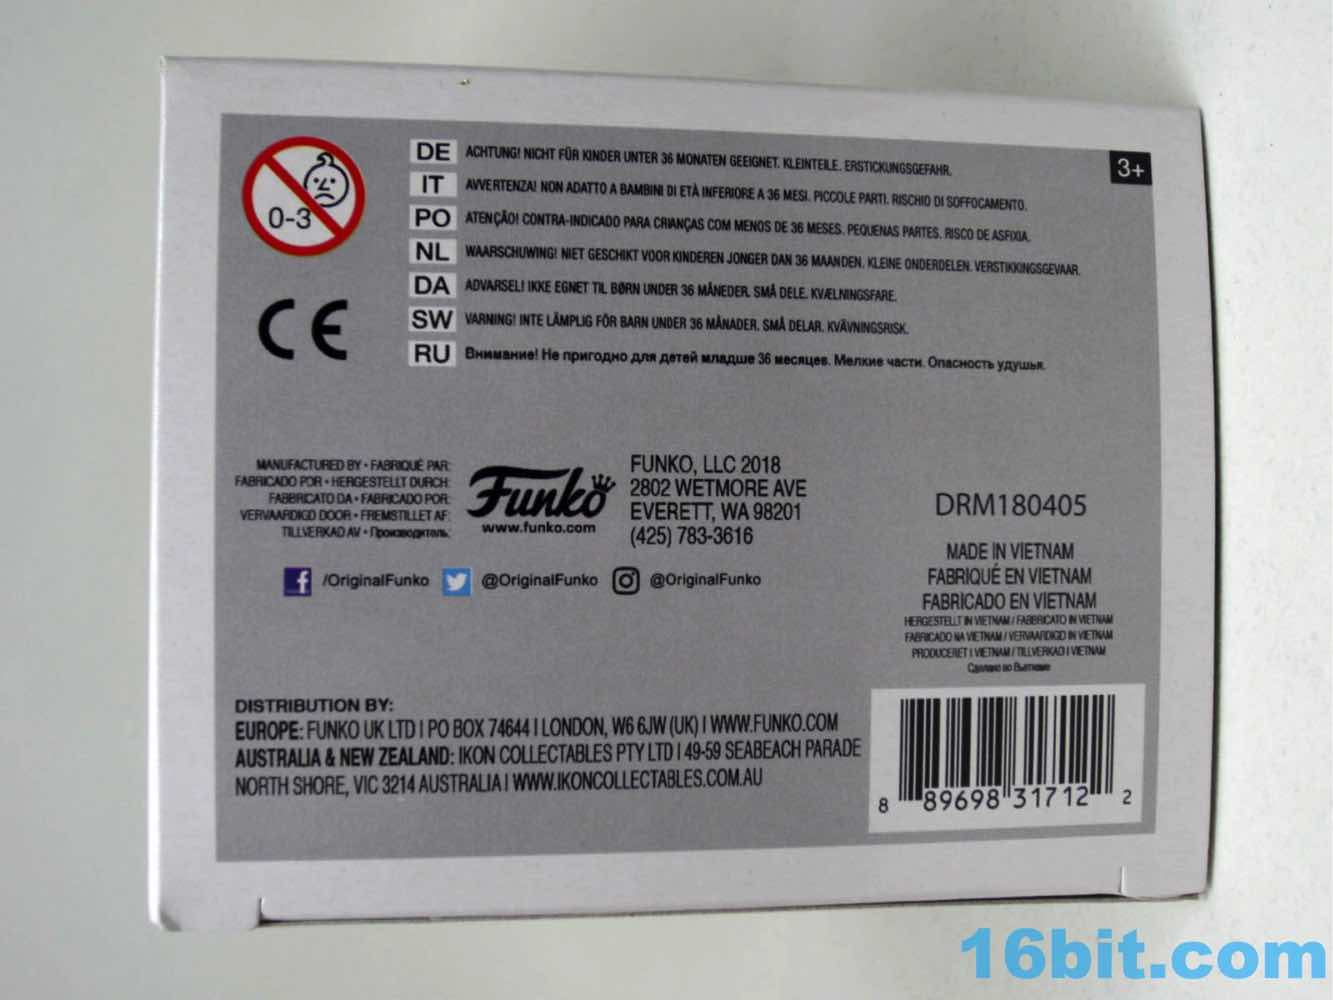 0-3
DE ACHTUNG! NICHT FÜR KINDER UNTER 36 MONATEN GEEIGNET. KLEINTEILE. ERSTICKUNGSGEFAHR.
3+
IT AVVERTENZA! NON ADATTO A BAMBINI DI ETÀ INFERIORE A 36 MESI. PICCOLE PARTI. RISCHIO DI SOFFOCAMENTO.
PO ATENÇÃO! CONTRA-INDICADO PARA CRIANÇAS COM MENOS DE 36 MESES. PEQUENAS PARTES. RISCO DE ASFIXIA.
NL WAARSCHUWING! NIET GESCHIKT VOOR KINDEREN JONGER DAN 36 MAANDEN. KLEINE ONDERDELEN. VERSTIKKINGSGEVAAR.
DA ADVARSEL! IKKE EGNET TIL BØRN UNDER 36 MÅNEDER. SMÅ DELE. KVÆLNINGSFARE.
SW VARNING! INTE LÄMPLIG FÖR BARN UNDER 36 MÅNADER. SMÅ DELAR. KVÄVNINGSRISK.
RU Внимание! Не пригодно для детей младше 36 месяцев. Мелкие части. Опасность удушья.
CE
MANUFACTURED BY • FABRIQUÉ PAR:
FABRICADO POR • HERGESTELLT DURCH:
FABBRICATO DA • FABRICADO POR:
VERVAARDIGD DOOR • FREMSTILLET AF:
TILLVERKAD AV • Производитель:
Funko
www.funko.com
FUNKO, LLC 2018
2802 WETMORE AVE
EVERETT, WA 98201
(425) 783-3616
/OriginalFunko @OriginalFunko @OriginalFunko
DRM180405
MADE IN VIETNAM
FABRIQUÉ EN VIETNAM
FABRICADO EN VIETNAM
HERGESTELLT IN VIETNAM / FABBRICATO IN VIETNAM
FABRICADO NA VIETNAM / VERVAARDIGD IN VIETNAM
PRODUCERET I VIETNAM / TILLVERKAD I VIETNAM
Сделано во Вьетнаме
DISTRIBUTION BY:
EUROPE: FUNKO UK LTD | PO BOX 74644 | LONDON, W6 6JW (UK) | WWW.FUNKO.COM
AUSTRALIA & NEW ZEALAND: IKON COLLECTABLES PTY LTD | 49-59 SEABEACH PARADE
NORTH SHORE, VIC 3214 AUSTRALIA | WWW.IKONCOLLECTABLES.COM.AU
8 89698 31712 2
16bit.com